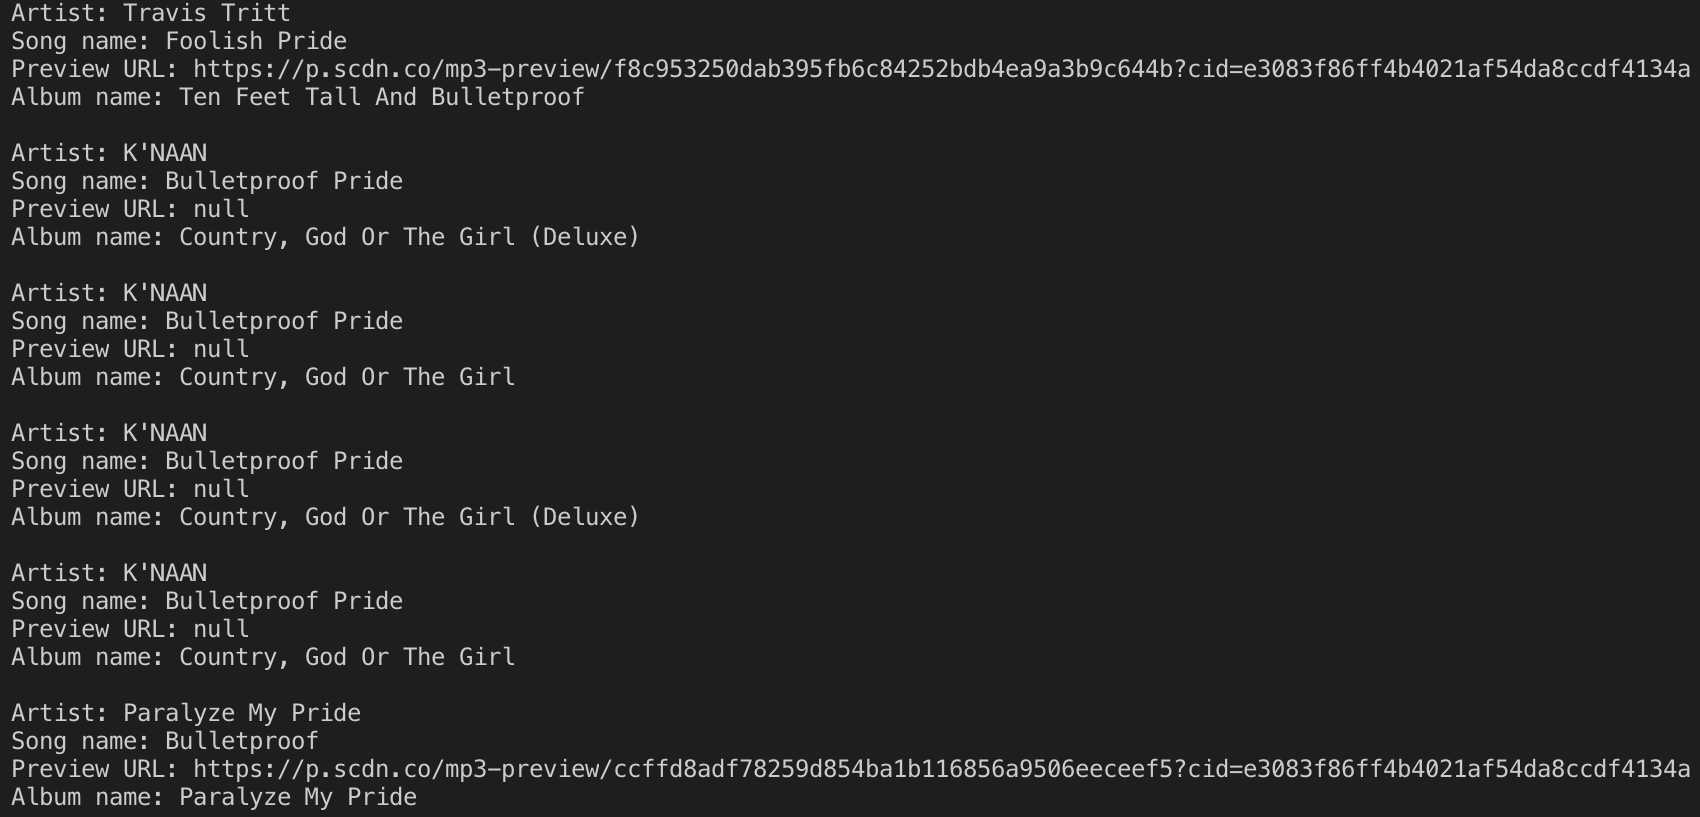 Artist: Travis Tritt
Song name: Foolish Pride
Preview URL: https://p.scdn.co/mp3-preview/f8c953250dab395fb6c84252bdb4ea9a3b9c644b?cid=e3083f86ff4b4021af54da8ccdf4134a
Album name: Ten Feet Tall And Bulletproof
Artist: K'NAAN
Song name: Bulletproof Pride
Preview URL: null
Album name: Country, God Or The Girl (Deluxe)
Artist: K'NAAN
Song name: Bulletproof Pride
Preview URL: null
Album name: Country, God Or The Girl
Artist: K'NAAN
Song name: Bulletproof Pride
Preview URL: null
Album name: Country, God Or The Girl (Deluxe)
Artist: K'NAAN
Song name: Bulletproof Pride
Preview URL: null
Album name: Country, God Or The Girl
Artist: Paralyze My Pride
Song name: Bulletproof
Preview URL: https://p.scdn.co/mp3-preview/ccffd8adf78259d854ba1b116856a9506eeceef5?cid=e3083f86ff4b4021af54da8ccdf4134a
Album name: Paralyze My Pride